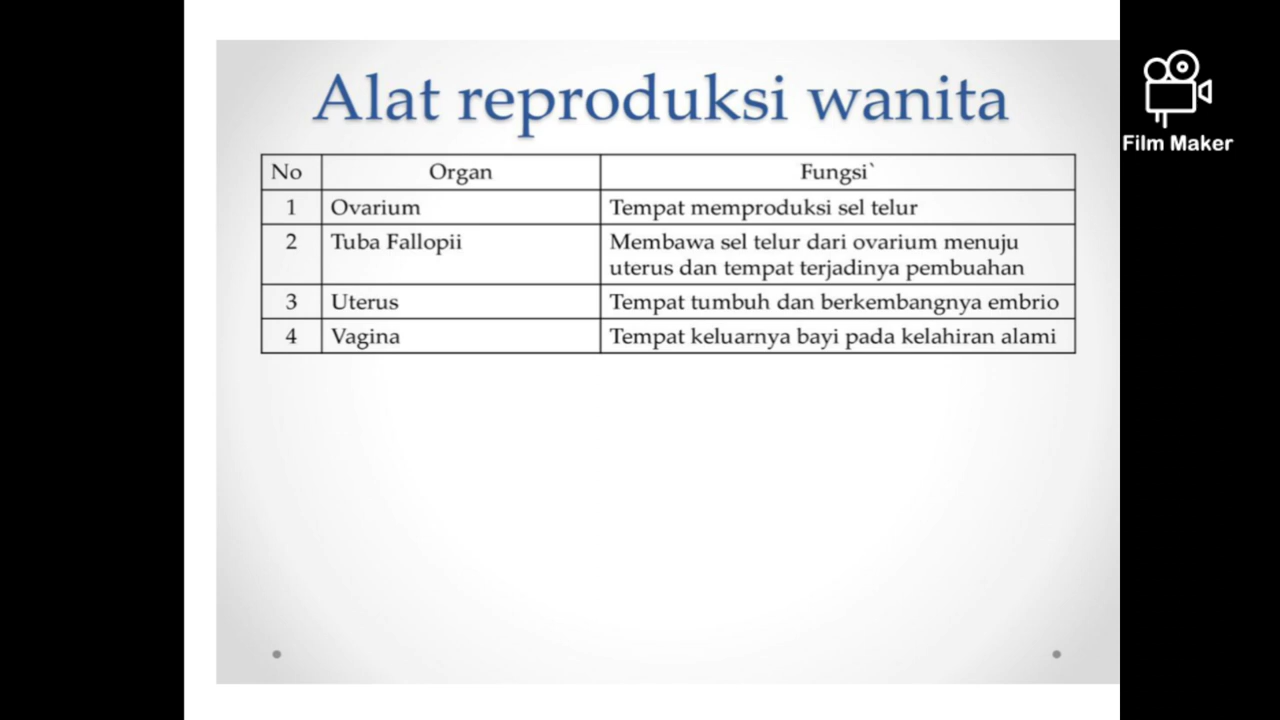 Alat reproduksi wanita
No Organ Fungsi`
1 Ovarium Tempat memproduksi sel telur
2 Tuba Fallopii Membawa sel telur dari ovarium menuju
uterus dan tempat terjadinya pembuahan
3 Uterus Tempat tumbuh dan berkembangnya embrio
4 Vagina Tempat keluarnya bayi pada kelahiran alami
Film Maker